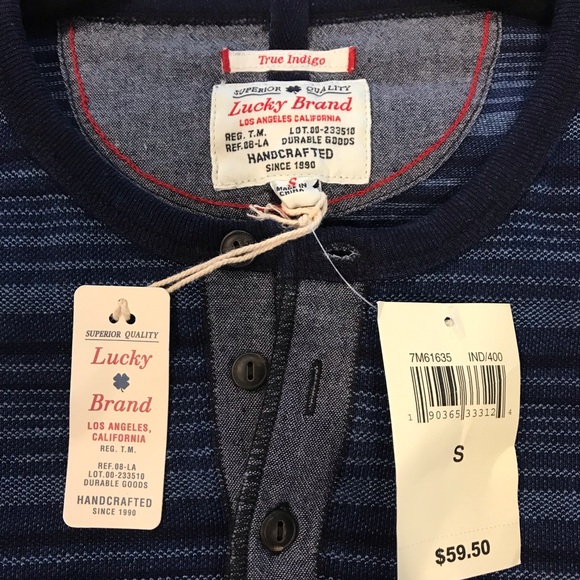 True Indigo
SUPERIOR QUALITY
Lucky Brand
LOS ANGELES CALIFORNIA
REG. T.M. LOT.00-233510
REF.08-LA DURABLE GOODS
HANDCRAFTED
SINCE 1990
S
MADE IN
CHINA
SUPERIOR QUALITY
Lucky
Brand
LOS ANGELES,
CALIFORNIA
REG. T.M.
REF.08-LA
LOT.00-233510
DURABLE GOODS
HANDCRAFTED
SINCE 1990
7M61635 IND/400
1 90365 33312 4
S
$59.50